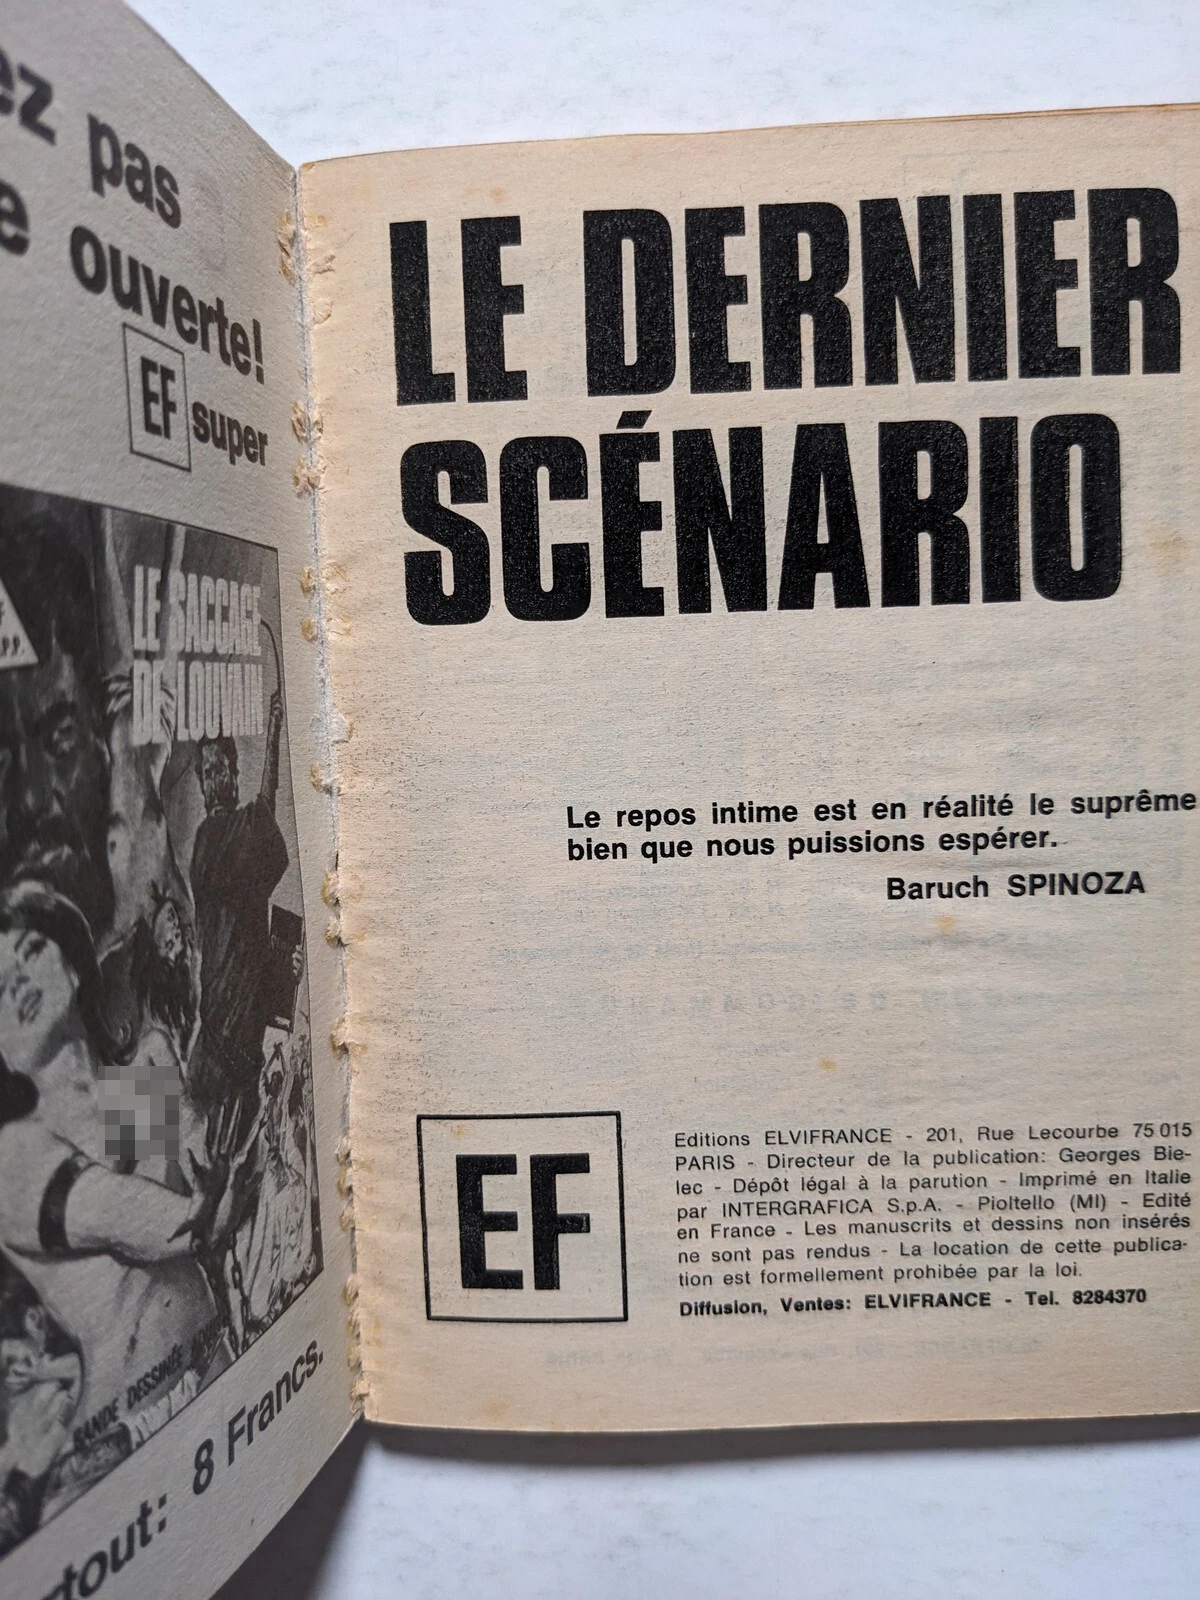 pas
ouverte!
EF super
LE SACCAGE
DE LOUVAIN
BANDE DESSINÉE
8 Francs.
LE DERNIER
SCÉNARIO
Le repos intime est en réalité le suprême
bien que nous puissions espérer.
Baruch SPINOZA
EF
Editions ELVIFRANCE - 201, Rue Lecourbe 75 015
PARIS - Directeur de la publication: Georges Bie-
lec - Dépôt légal à la parution - Imprimé en Italie
par INTERGRAFICA S.p.A. - Pioltello (MI) - Edité
en France - Les manuscrits et dessins non insérés
ne sont pas rendus - La location de cette publica-
tion est formellement prohibée par la loi.
Diffusion, Ventes: ELVIFRANCE - Tel. 8284370